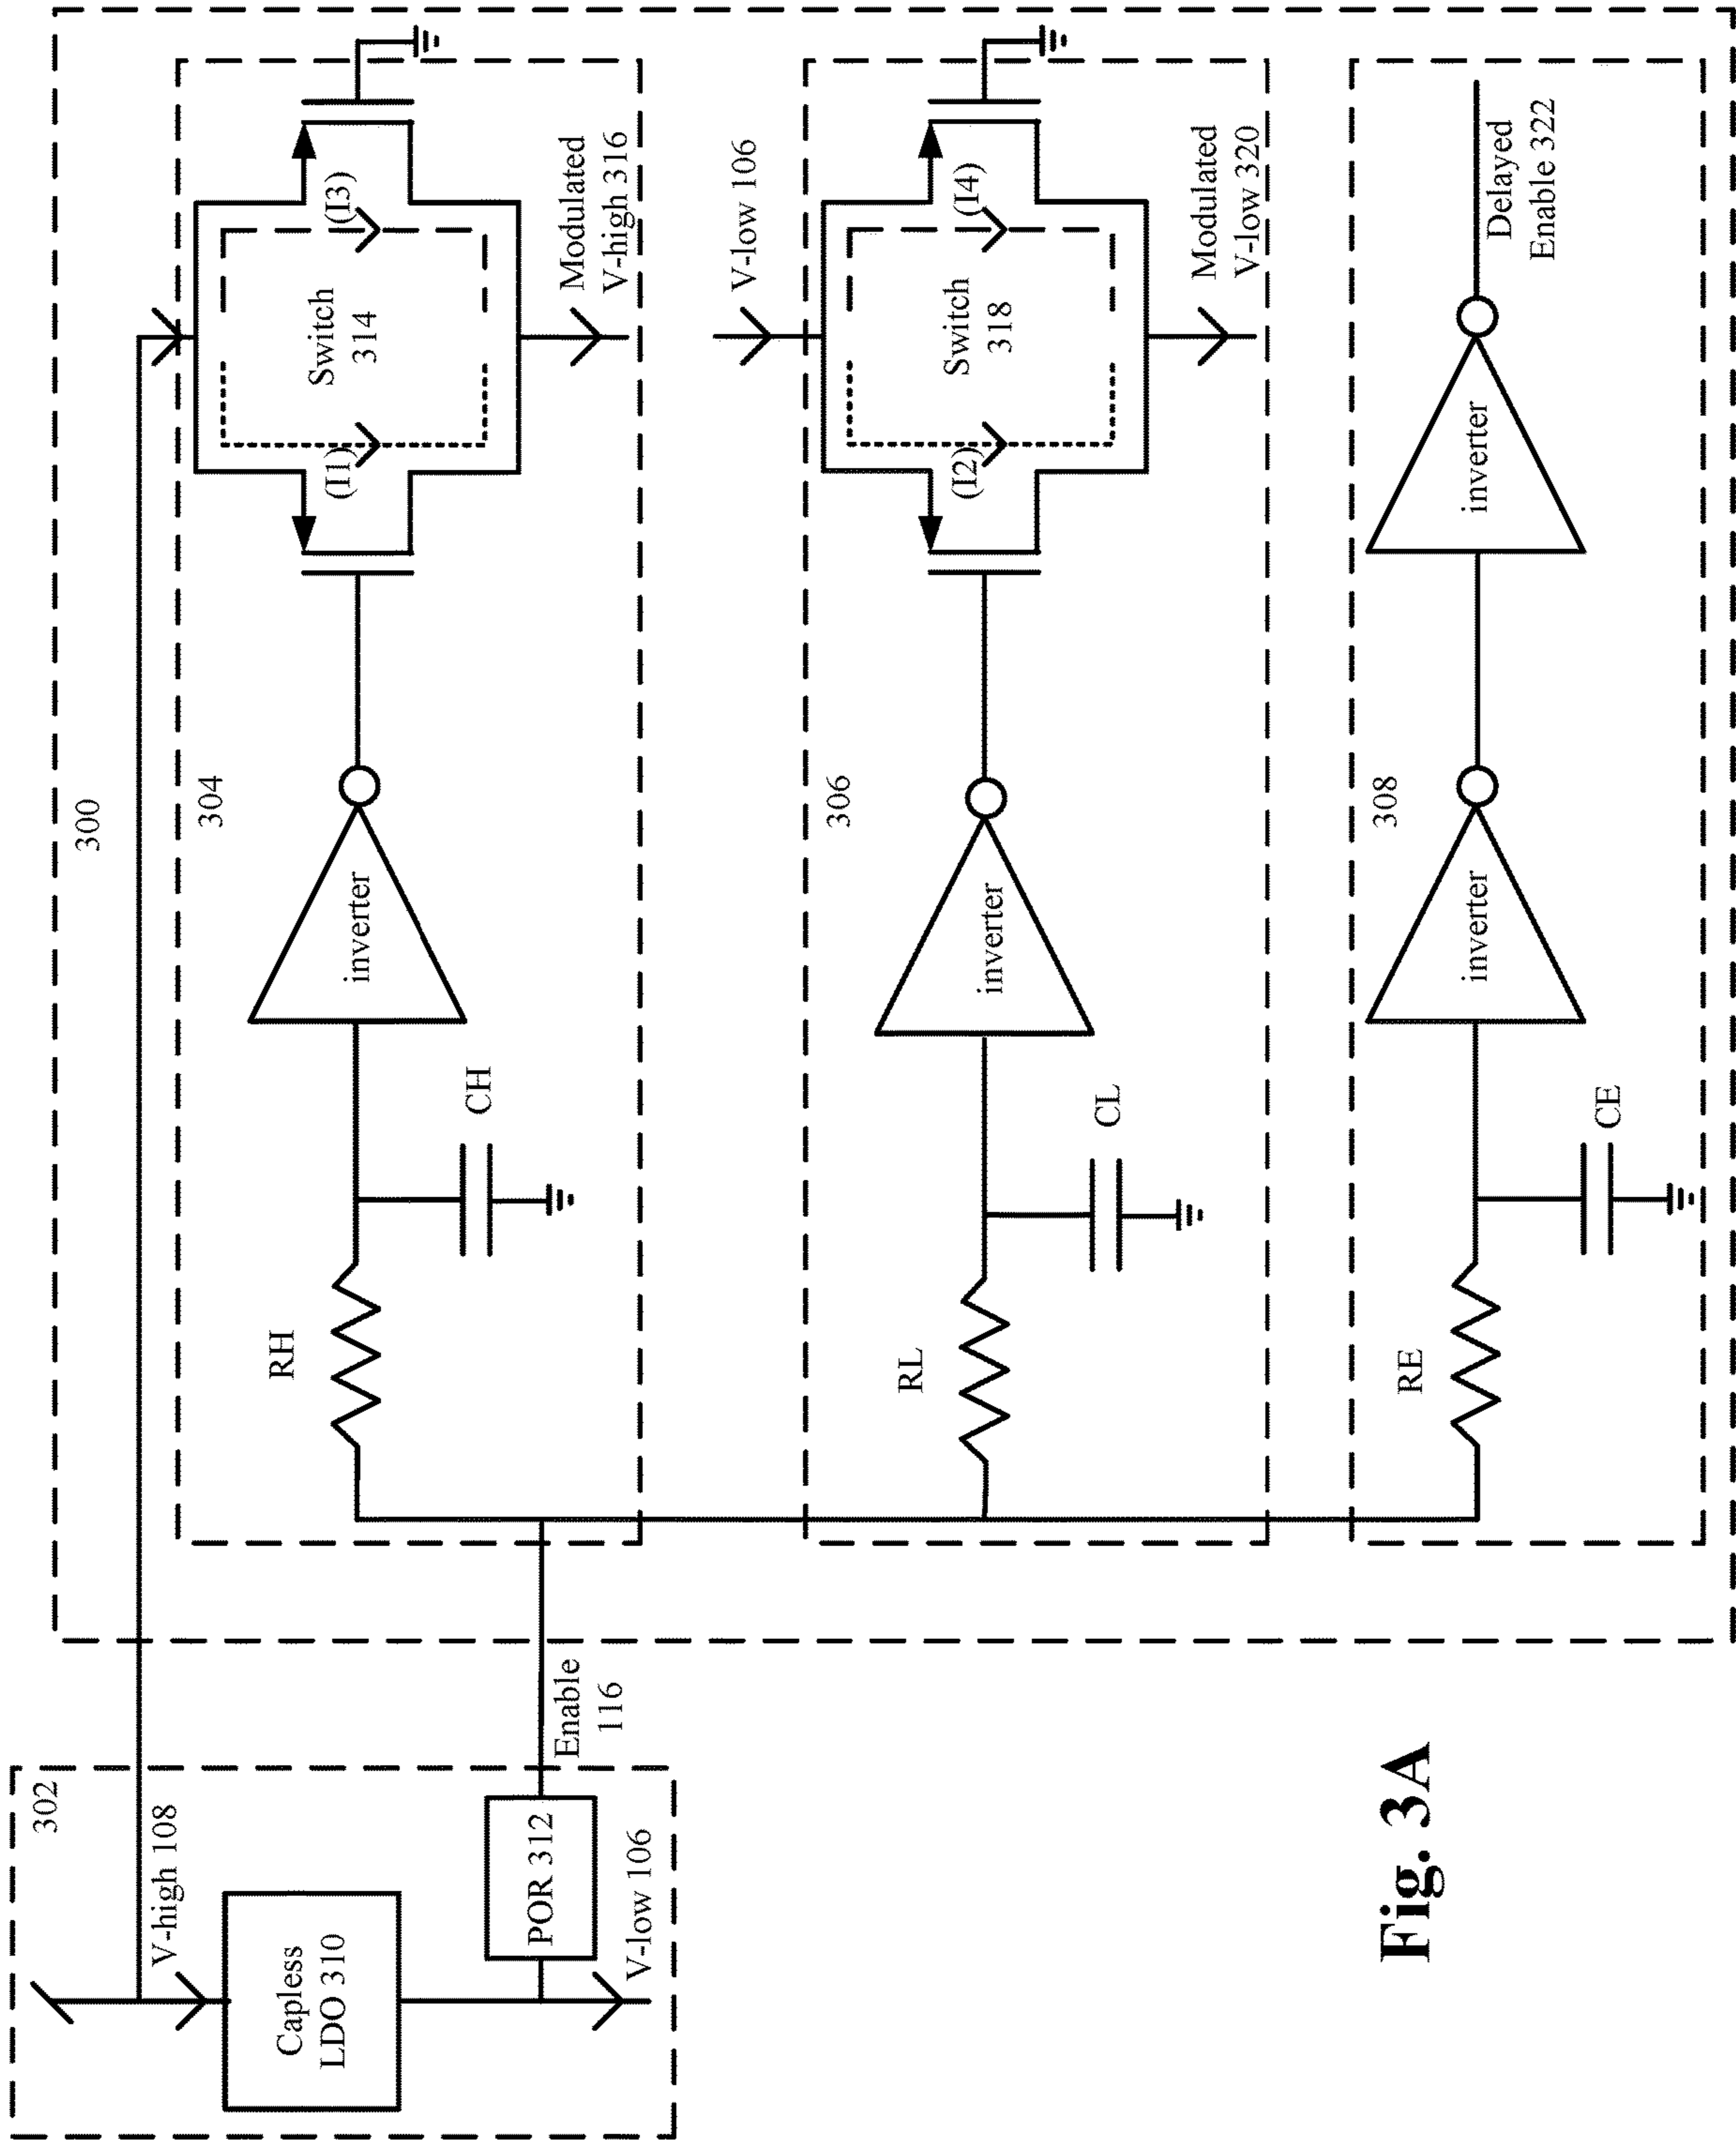 302
V-high 108
Capless
LDO 310
POR 312
V-low 106
Enable
116
300
304
RH
CH
inverter
(I1)
Switch
314
(I3)
Modulated
V-high 316
306
RL
CL
inverter
V-low 106
(I2)
Switch
318
(I4)
Modulated
V-low 320
308
RE
CE
inverter
inverter
Delayed
Enable 322
Fig. 3A